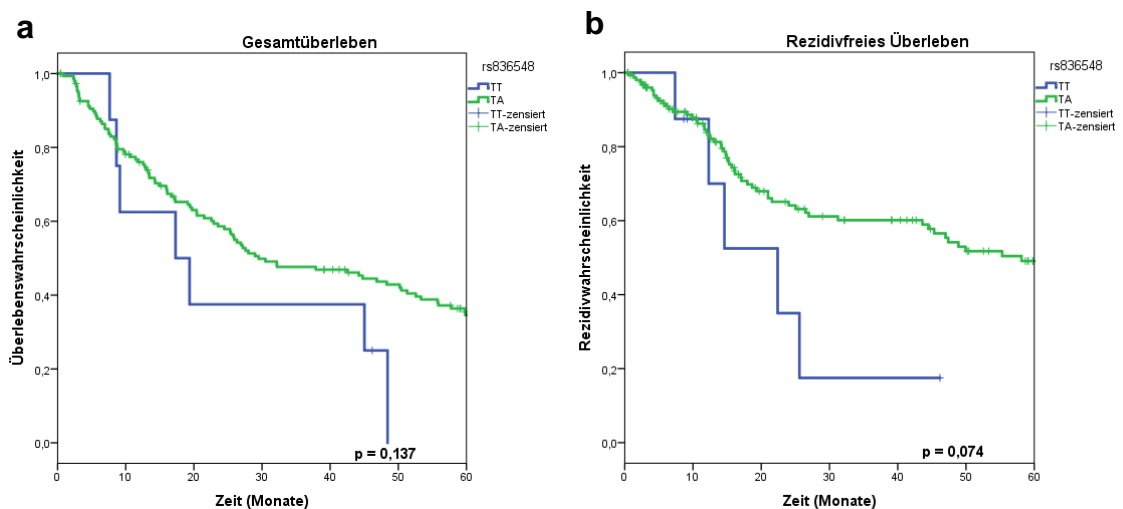 a
Gesamtüberleben
rs836548
TT
TA
TT-zensiert
TA-zensiert
Überlebenswahrscheinlichkeit
1,0
0,8
0,6
0,4
0,2
0,0
p = 0,137
0 10 20 30 40 50 60
Zeit (Monate)
b
Rezidivfreies Überleben
rs836548
TT
TA
TT-zensiert
TA-zensiert
Rezidivwahrscheinlichkeit
1,0
0,8
0,6
0,4
0,2
0,0
p = 0,074
0 10 20 30 40 50 60
Zeit (Monate)